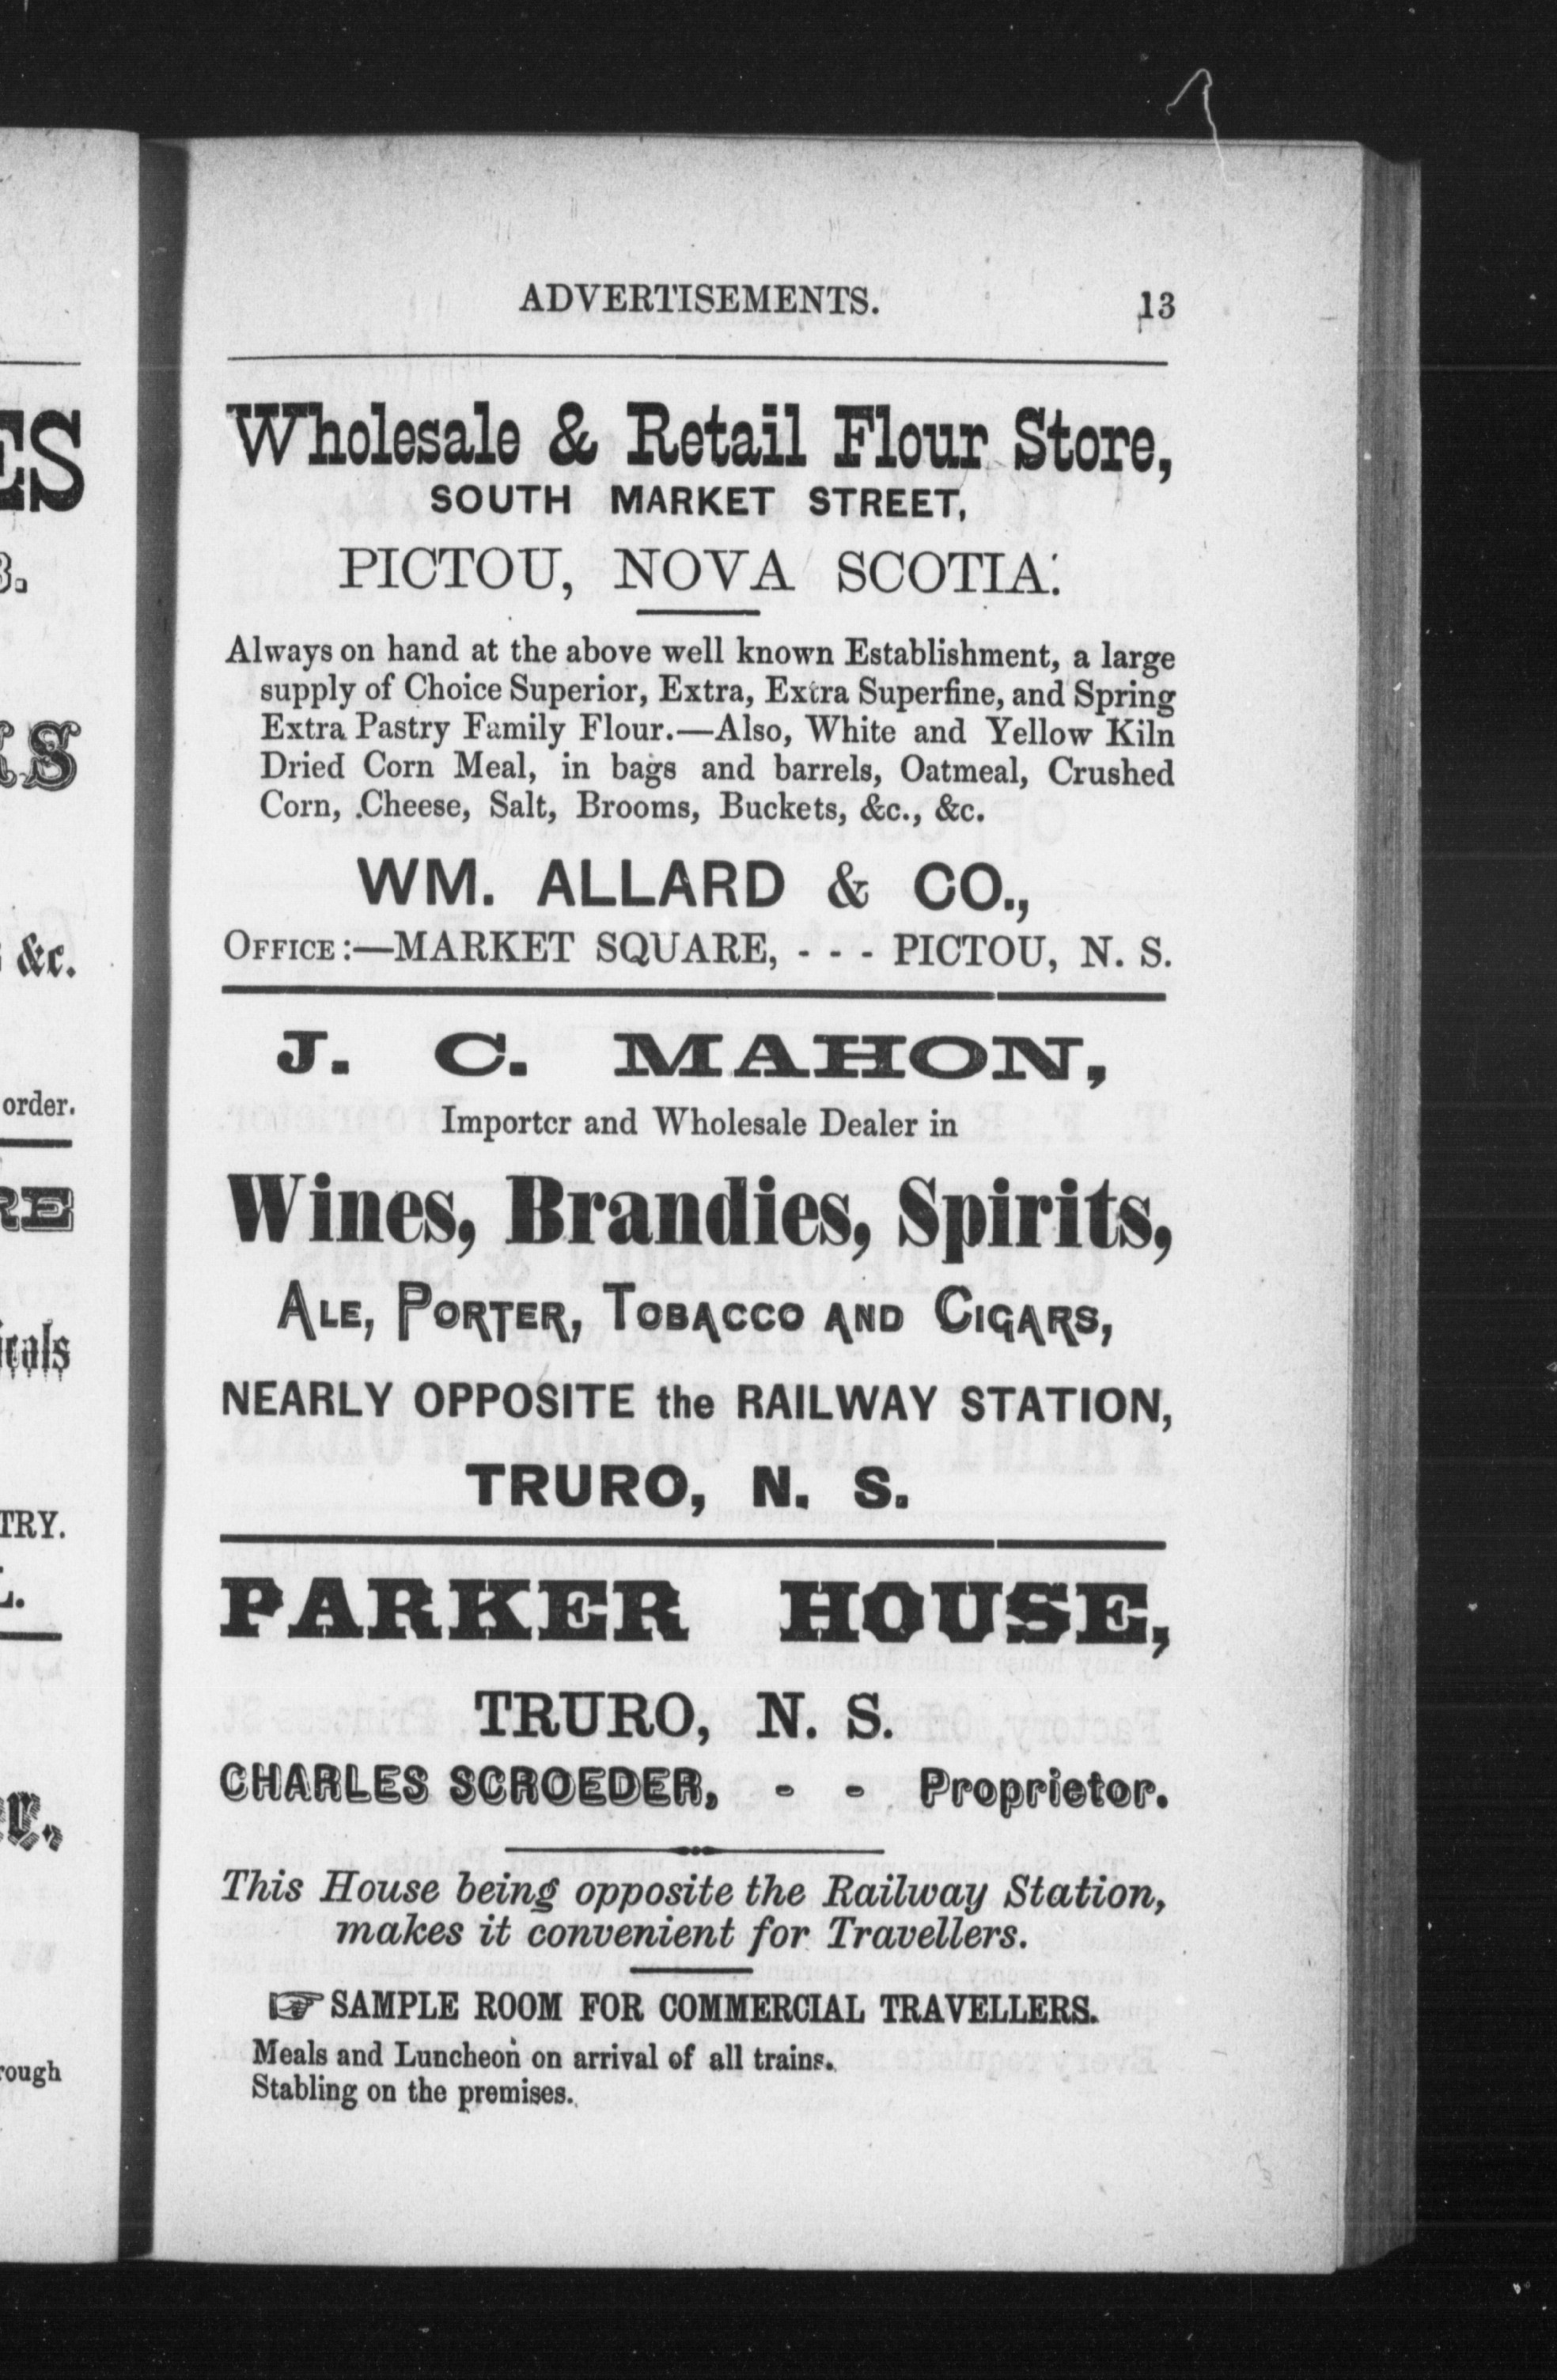 ADVERTISEMENTS. 13
Wholesale & Retail Flour Store,
SOUTH MARKET STREET,
PICTOU, NOVA SCOTIA.
Always on hand at the above well known Establishment, a large
supply of Choice Superior, Extra, Extra Superfine, and Spring
Extra Pastry Family Flour.—Also, White and Yellow Kiln
Dried Corn Meal, in bags and barrels, Oatmeal, Crushed
Corn, Cheese, Salt, Brooms, Buckets, &c., &c.
WM. ALLARD & CO.,
OFFICE:—MARKET SQUARE, - - - PICTOU, N. S.
J. C. MAHON,
Importer and Wholesale Dealer in
Wines, Brandies, Spirits,
ALE, PORTER, TOBACCO AND CIGARS,
NEARLY OPPOSITE the RAILWAY STATION,
TRURO, N. S.
PARKER HOUSE,
TRURO, N. S.
CHARLES SCROEDER, - - Proprietor.
This House being opposite the Railway Station,
makes it convenient for Travellers.
☞ SAMPLE ROOM FOR COMMERCIAL TRAVELLERS.
Meals and Luncheon on arrival of all trains.
Stabling on the premises.
&c.
order.